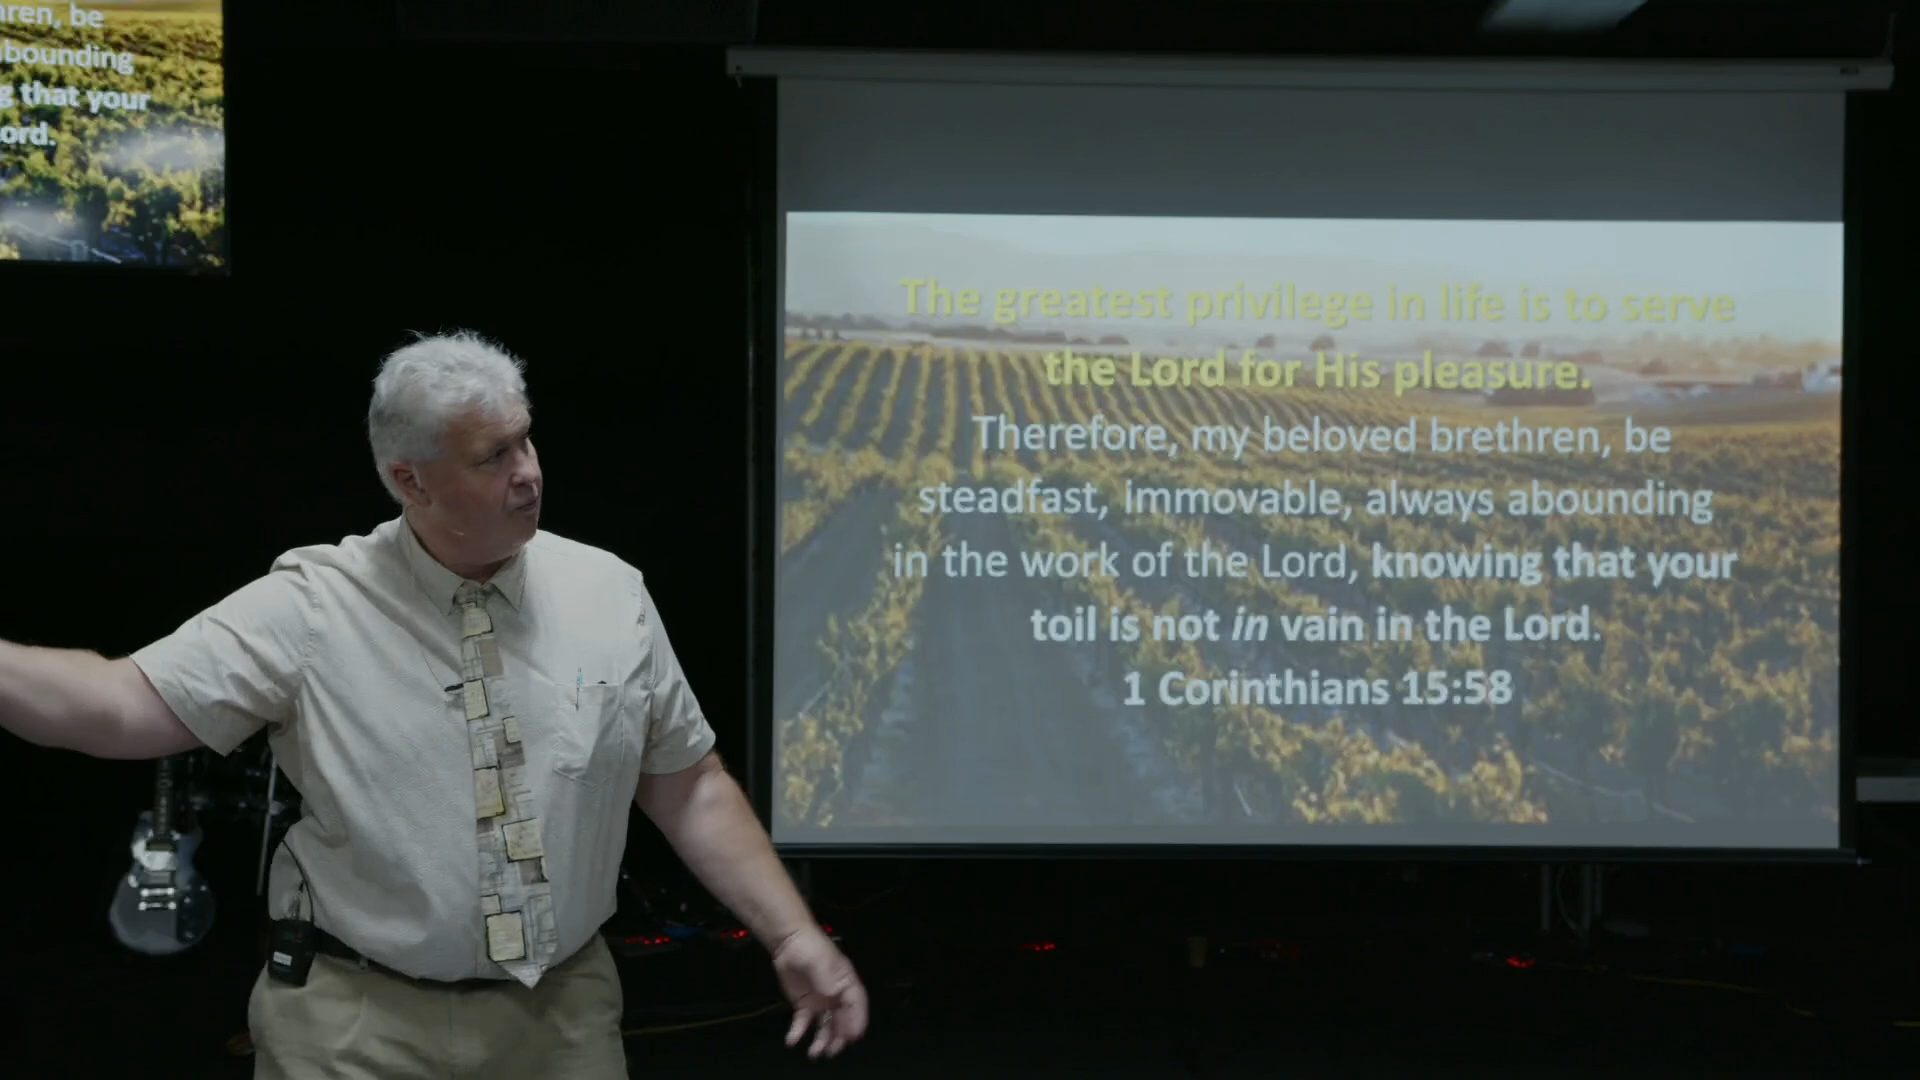 hren, be
abounding
g that your
ord.
The greatest privilege in life is to serve
the Lord for His pleasure.
Therefore, my beloved brethren, be
steadfast, immovable, always abounding
in the work of the Lord, knowing that your
toil is not in vain in the Lord.
1 Corinthians 15:58